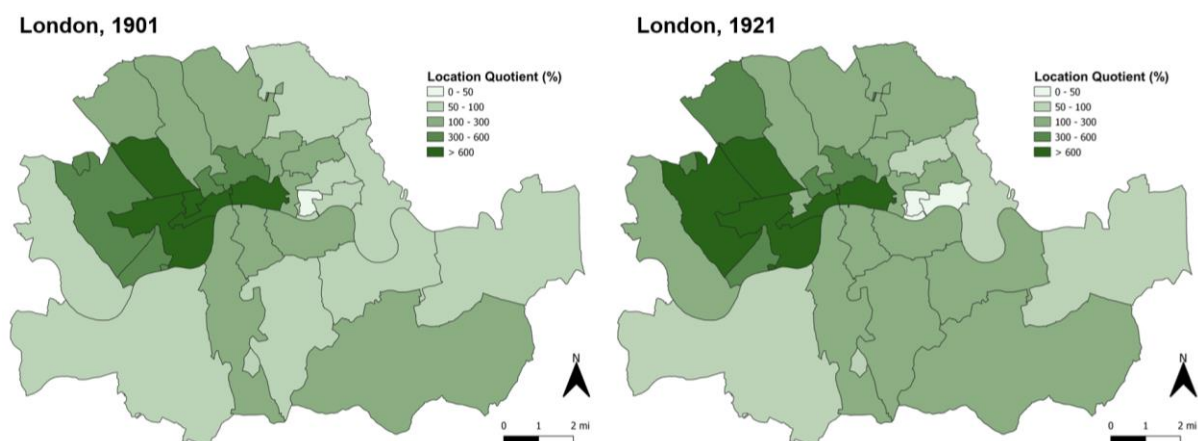 London, 1901
Location Quotient (%)
0 - 50
50 - 100
100 - 300
300 - 600
> 600
N
0 1 2 mi
London, 1921
Location Quotient (%)
0 - 50
50 - 100
100 - 300
300 - 600
> 600
N
0 1 2 mi